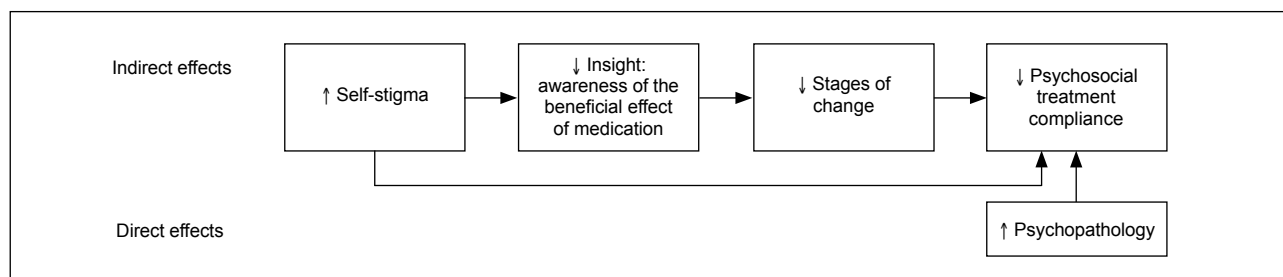 Indirect effects
↑ Self-stigma
↓ Insight:
awareness of the
beneficial effect
of medication
↓ Stages of
change
↓ Psychosocial
treatment
compliance
Direct effects
↑ Psychopathology